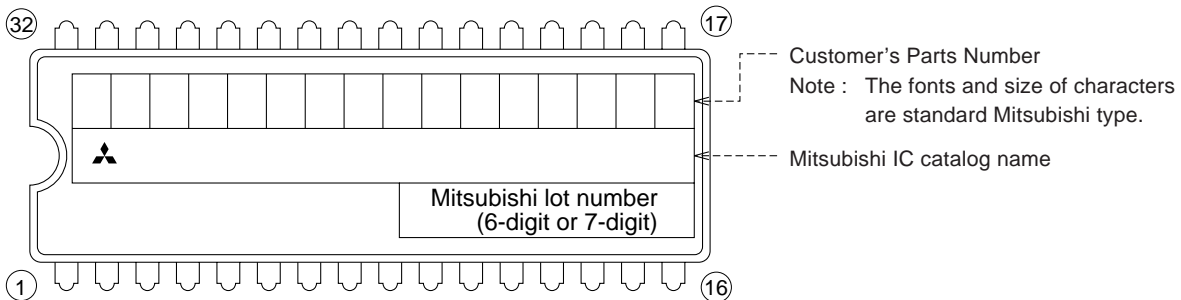 32
17
Customer's Parts Number
Note : The fonts and size of characters
are standard Mitsubishi type.
Mitsubishi IC catalog name
Mitsubishi lot number
(6-digit or 7-digit)
1
16